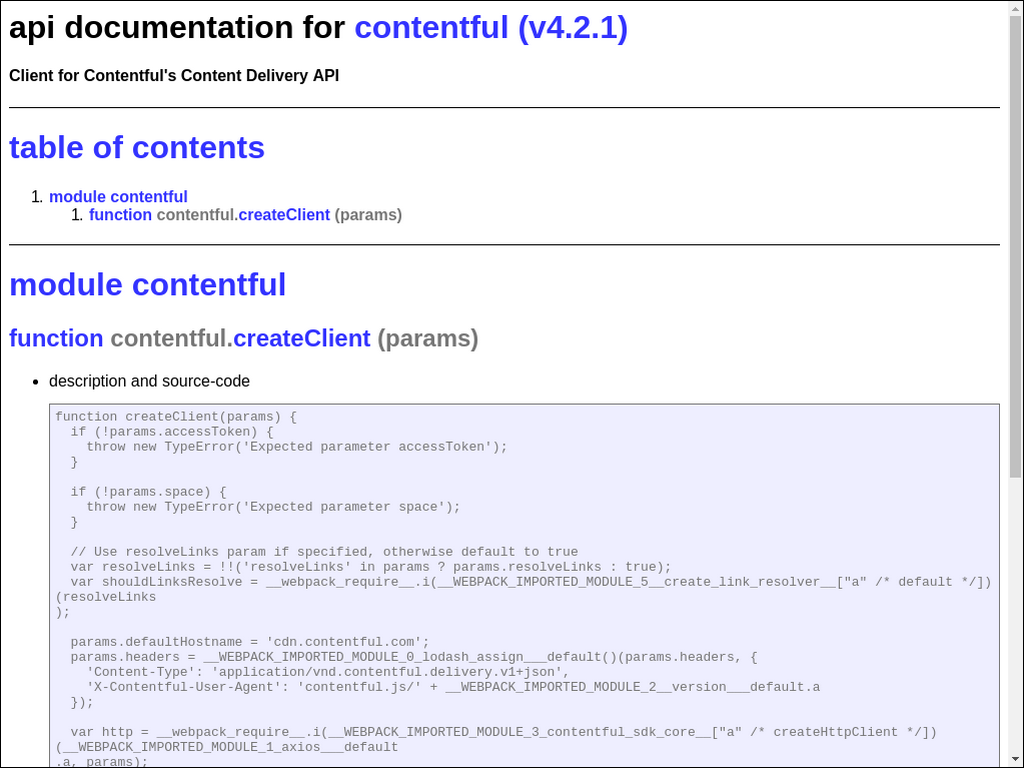 api documentation for contentful (v4.2.1)
Client for Contentful's Content Delivery API
table of contents
1. module contentful
1. function contentful.createClient (params)
module contentful
function contentful.createClient (params)
• description and source-code
function createClient(params) {
  if (!params.accessToken) {
    throw new TypeError('Expected parameter accessToken');
  }

  if (!params.space) {
    throw new TypeError('Expected parameter space');
  }

  // Use resolveLinks param if specified, otherwise default to true
  var resolveLinks = !!('resolveLinks' in params ? params.resolveLinks : true);
  var shouldLinksResolve = __webpack_require__.i(__WEBPACK_IMPORTED_MODULE_5__create_link_resolver__["a" /* default */])
(resolveLinks
);

  params.defaultHostname = 'cdn.contentful.com';
  params.headers = __WEBPACK_IMPORTED_MODULE_0_lodash_assign___default()(params.headers, {
    'Content-Type': 'application/vnd.contentful.delivery.v1+json',
    'X-Contentful-User-Agent': 'contentful.js/' + __WEBPACK_IMPORTED_MODULE_2__version___default.a
  });

  var http = __webpack_require__.i(__WEBPACK_IMPORTED_MODULE_3_contentful_sdk_core__["a" /* createHttpClient */])
(__WEBPACK_IMPORTED_MODULE_1_axios___default
.a, params);